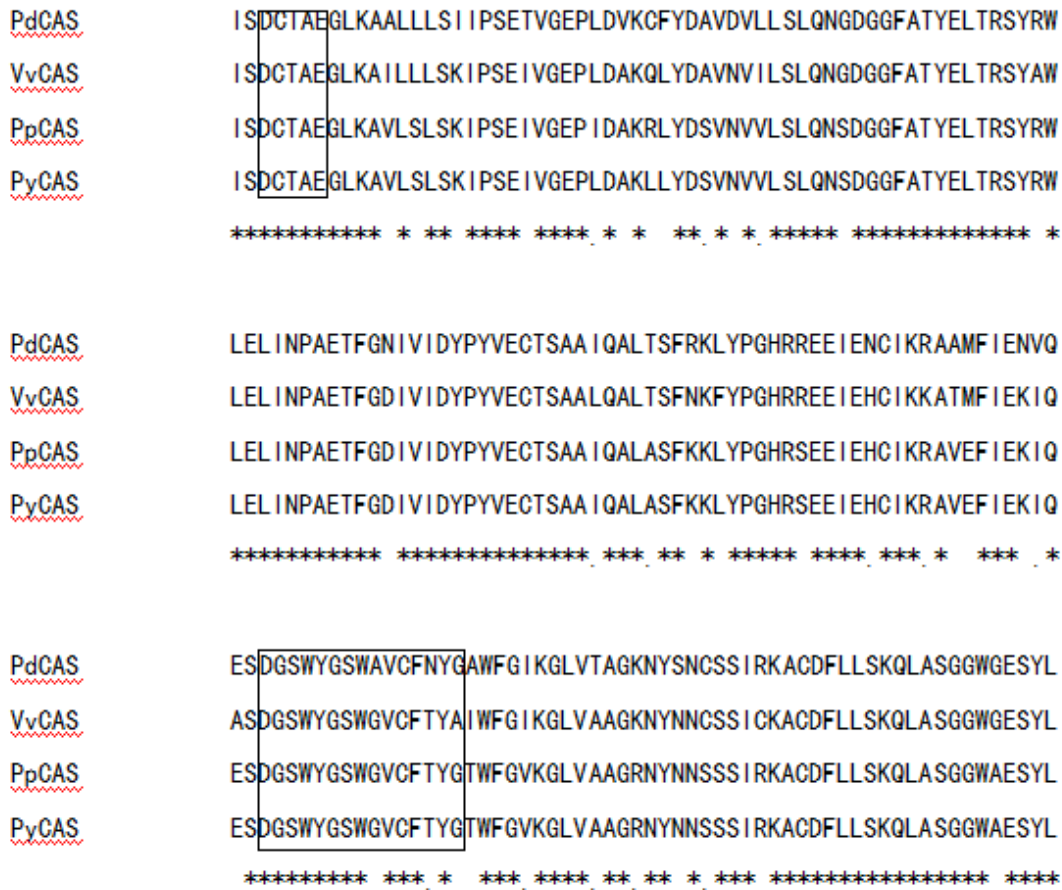 PdCAS ISDCTAEGLKAALLLSIIPSETVGEPLDVKCFYDAVDVLLSLQNGDGGFATYELTRSYRW
VvCAS ISDCTAEGLKAILLLSKIPSEIVGEPLDAKQLYDAVNVILSLQNGDGGFATYELTRSYAW
PpCAS ISDCTAEGLKAVLSLSKIPSEIVGEPIDAKRLYDSVNVVLSLQNSDGGFATYELTRSYRW
PyCAS ISDCTAEGLKAVLSLSKIPSEIVGEPLDAKLLYDSVNVVLSLQNSDGGFATYELTRSYRW
*********** * ** **** ****.* *  **.* *.***** ************* *
PdCAS LELINPAETFGNIVIDYPYVECTSAAIQALTSFRKLYPGHRREEIENCIKRAAMFIENVQ
VvCAS LELINPAETFGDIVIDYPYVECTSAALQALTSFNKFYPGHRREEIEHCIKKATMFIEKIQ
PpCAS LELINPAETFGDIVIDYPYVECTSAAIQALASFKKLYPGHRSEEIEHCIKRAVEFIEKIQ
PyCAS LELINPAETFGDIVIDYPYVECTSAAIQALASFKKLYPGHRSEEIEHCIKRAVEFIEKIQ
*********** **************.***.** * ***** ****.***.*  *** .*
PdCAS ESDGSWYGSWAVCFNYGAWFGIKGLVTAGKNYSNCSSIRKACDFLLSKQLASGGWGESYL
VvCAS ASDGSWYGSWGVCFTYAIWFGIKGLVAAGKNYNNCSSICKACDFLLSKQLASGGWGESYL
PpCAS ESDGSWYGSWGVCFTYGTWFGVKGLVAAGRNYNNSSSIRKACDFLLSKQLASGGWAESYL
PyCAS ESDGSWYGSWGVCFTYGTWFGVKGLVAAGRNYNNSSSIRKACDFLLSKQLASGGWAESYL
********* ***.*  ***.****.**.** *.*** **************** ****